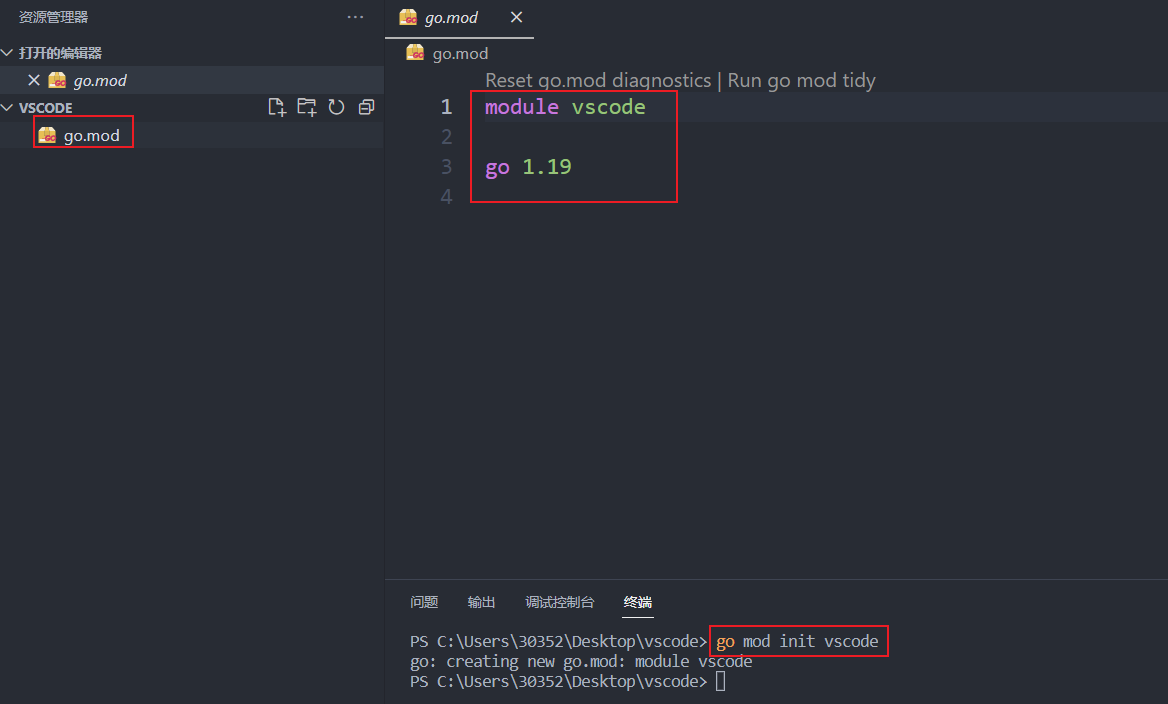 资源管理器 ···
打开的编辑器
go.mod
VSCODE
go.mod
go.mod
go.mod
Reset go.mod diagnostics | Run go mod tidy
1 module vscode
2
3 go 1.19
4
问题 输出 调试控制台 终端
PS C:\Users\30352\Desktop\vscode> go mod init vscode
go: creating new go.mod: module vscode
PS C:\Users\30352\Desktop\vscode>